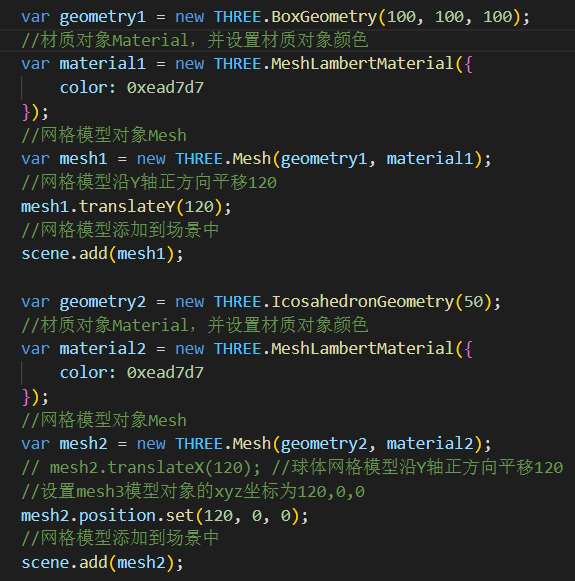 var geometry1 = new THREE.BoxGeometry(100, 100, 100);
//材质对象Material，并设置材质对象颜色
var material1 = new THREE.MeshLambertMaterial({
    color: 0xead7d7
});
//网格模型对象Mesh
var mesh1 = new THREE.Mesh(geometry1, material1);
//网格模型沿Y轴正方向平移120
mesh1.translateY(120);
//网格模型添加到场景中
scene.add(mesh1);

var geometry2 = new THREE.IcosahedronGeometry(50);
//材质对象Material，并设置材质对象颜色
var material2 = new THREE.MeshLambertMaterial({
    color: 0xead7d7
});
//网格模型对象Mesh
var mesh2 = new THREE.Mesh(geometry2, material2);
// mesh2.translateX(120); //球体网格模型沿Y轴正方向平移120
//设置mesh3模型对象的xyz坐标为120,0,0
mesh2.position.set(120, 0, 0);
//网格模型添加到场景中
scene.add(mesh2);